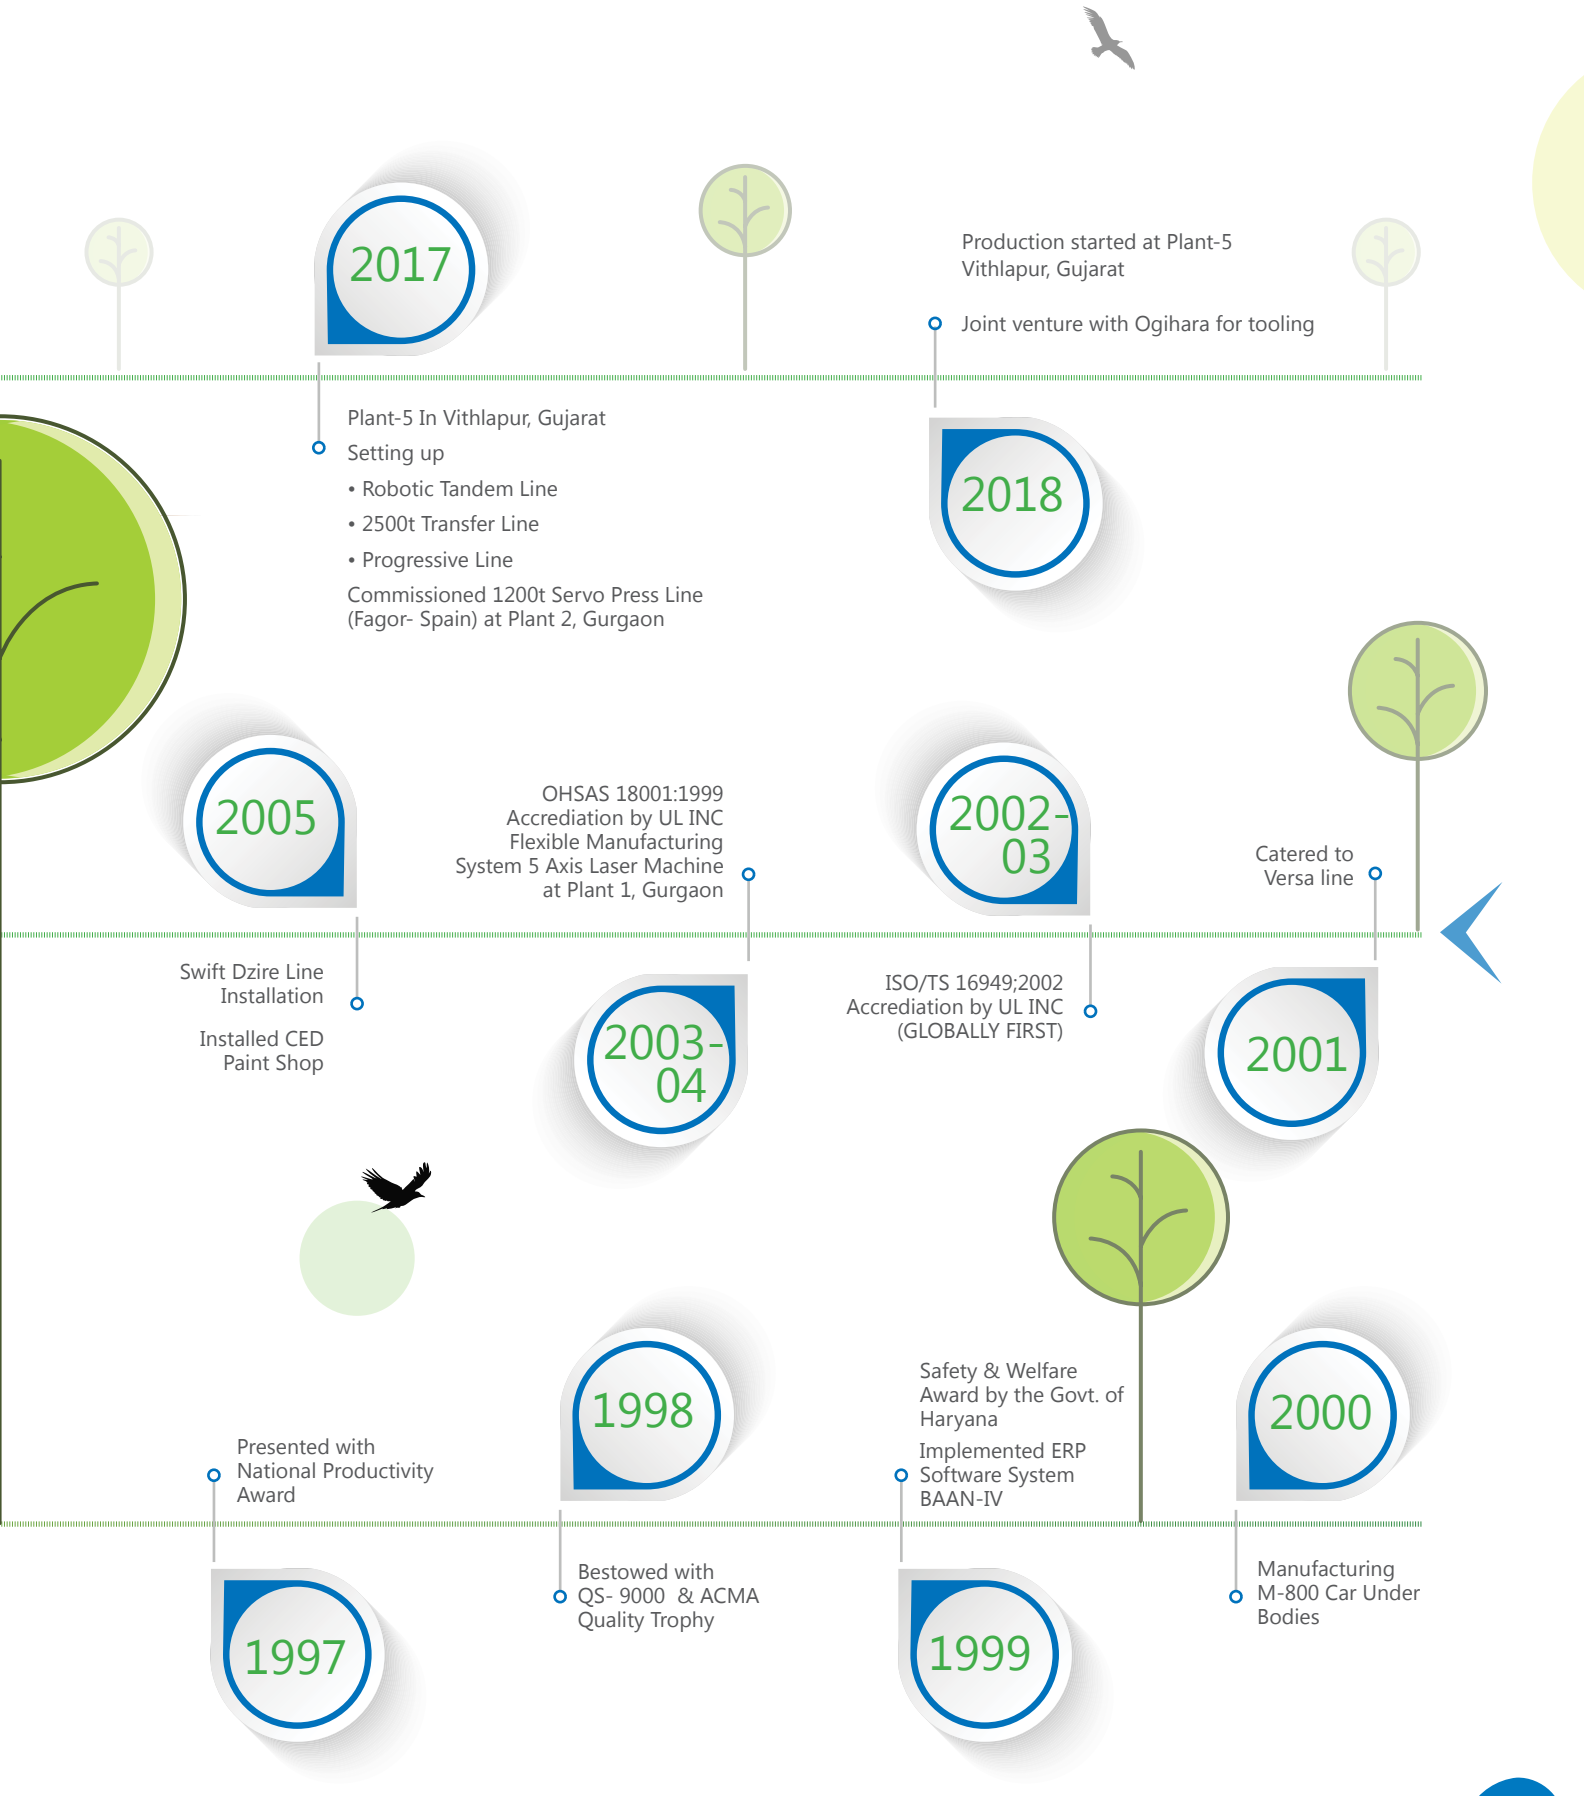 2017
Plant-5 In Vithlapur, Gujarat
Setting up
• Robotic Tandem Line
• 2500t Transfer Line
• Progressive Line
Commissioned 1200t Servo Press Line
(Fagor- Spain) at Plant 2, Gurgaon
Production started at Plant-5
Vithlapur, Gujarat
Joint venture with Ogihara for tooling
2018
2005
Swift Dzire Line
Installation
Installed CED
Paint Shop
OHSAS 18001:1999
Accrediation by UL INC
Flexible Manufacturing
System 5 Axis Laser Machine
at Plant 1, Gurgaon
2003-
04
2002-
03
ISO/TS 16949;2002
Accrediation by UL INC
(GLOBALLY FIRST)
Catered to
Versa line
2001
Presented with
National Productivity
Award
1997
1998
Bestowed with
QS- 9000  & ACMA
Quality Trophy
Safety & Welfare
Award by the Govt. of
Haryana
Implemented ERP
Software System
BAAN-IV
1999
2000
Manufacturing
M-800 Car Under
Bodies